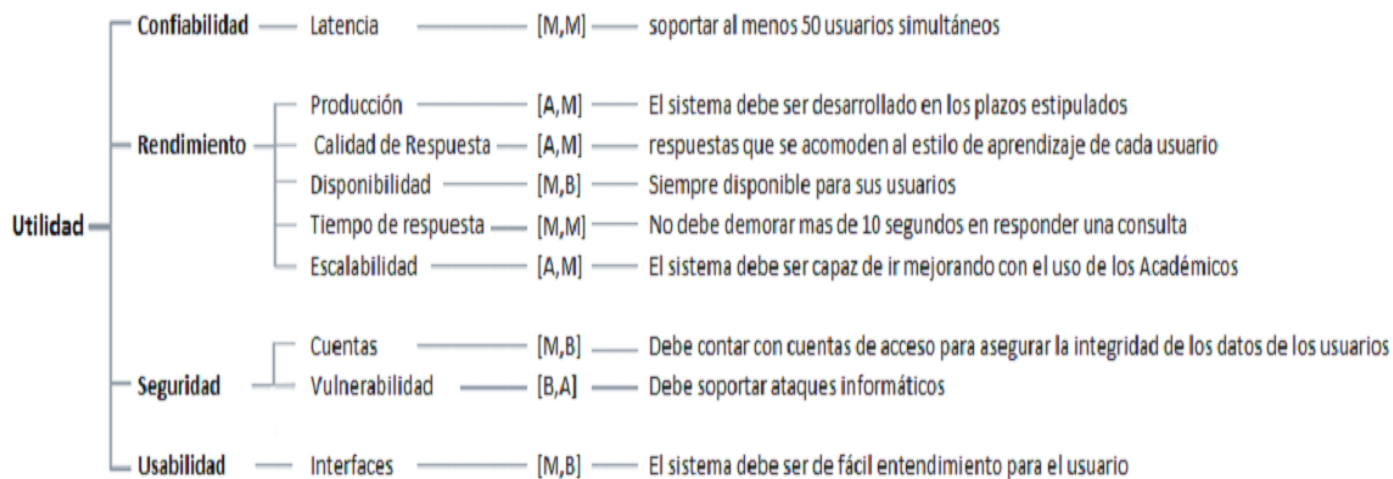 Confiabilidad Latencia [M,M] soportar al menos 50 usuarios simultáneos
Producción [A,M] El sistema debe ser desarrollado en los plazos estipulados
Rendimiento Calidad de Respuesta [A,M] respuestas que se acomoden al estilo de aprendizaje de cada usuario
Disponibilidad [M,B] Siempre disponible para sus usuarios
Utilidad Tiempo de respuesta [M,M] No debe demorar mas de 10 segundos en responder una consulta
Escalabilidad [A,M] El sistema debe ser capaz de ir mejorando con el uso de los Académicos
Cuentas [M,B] Debe contar con cuentas de acceso para asegurar la integridad de los datos de los usuarios
Seguridad Vulnerabilidad [B,A] Debe soportar ataques informáticos
Usabilidad Interfaces [M,B] El sistema debe ser de fácil entendimiento para el usuario